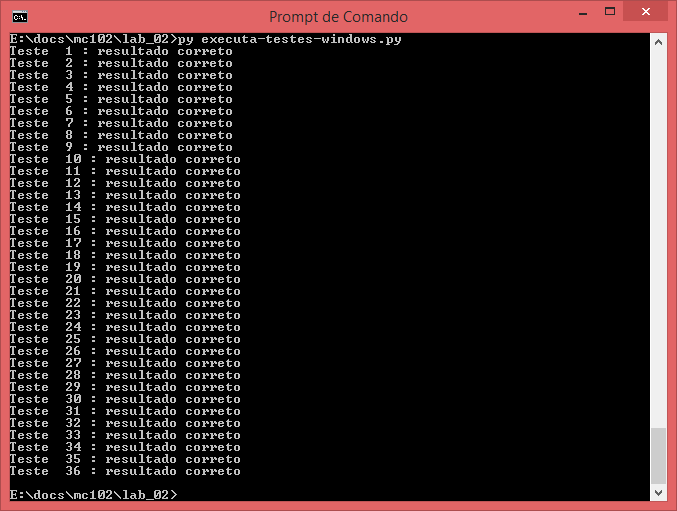 Prompt de Comando
E:\docs\mc102\lab_02>py executa-testes-windows.py
Teste  1 : resultado correto
Teste  2 : resultado correto
Teste  3 : resultado correto
Teste  4 : resultado correto
Teste  5 : resultado correto
Teste  6 : resultado correto
Teste  7 : resultado correto
Teste  8 : resultado correto
Teste  9 : resultado correto
Teste  10 : resultado correto
Teste  11 : resultado correto
Teste  12 : resultado correto
Teste  13 : resultado correto
Teste  14 : resultado correto
Teste  15 : resultado correto
Teste  16 : resultado correto
Teste  17 : resultado correto
Teste  18 : resultado correto
Teste  19 : resultado correto
Teste  20 : resultado correto
Teste  21 : resultado correto
Teste  22 : resultado correto
Teste  23 : resultado correto
Teste  24 : resultado correto
Teste  25 : resultado correto
Teste  26 : resultado correto
Teste  27 : resultado correto
Teste  28 : resultado correto
Teste  29 : resultado correto
Teste  30 : resultado correto
Teste  31 : resultado correto
Teste  32 : resultado correto
Teste  33 : resultado correto
Teste  34 : resultado correto
Teste  35 : resultado correto
Teste  36 : resultado correto
E:\docs\mc102\lab_02>